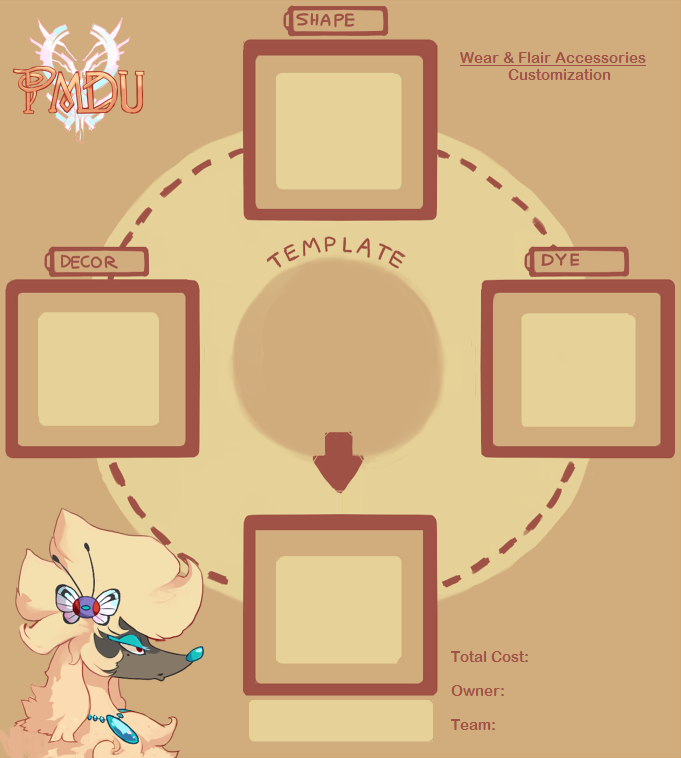 SHAPE
Wear & Flair Accessories
Customization
PMDU
TEMPLATE
DECOR
DYE
Total Cost:
Owner:
Team: